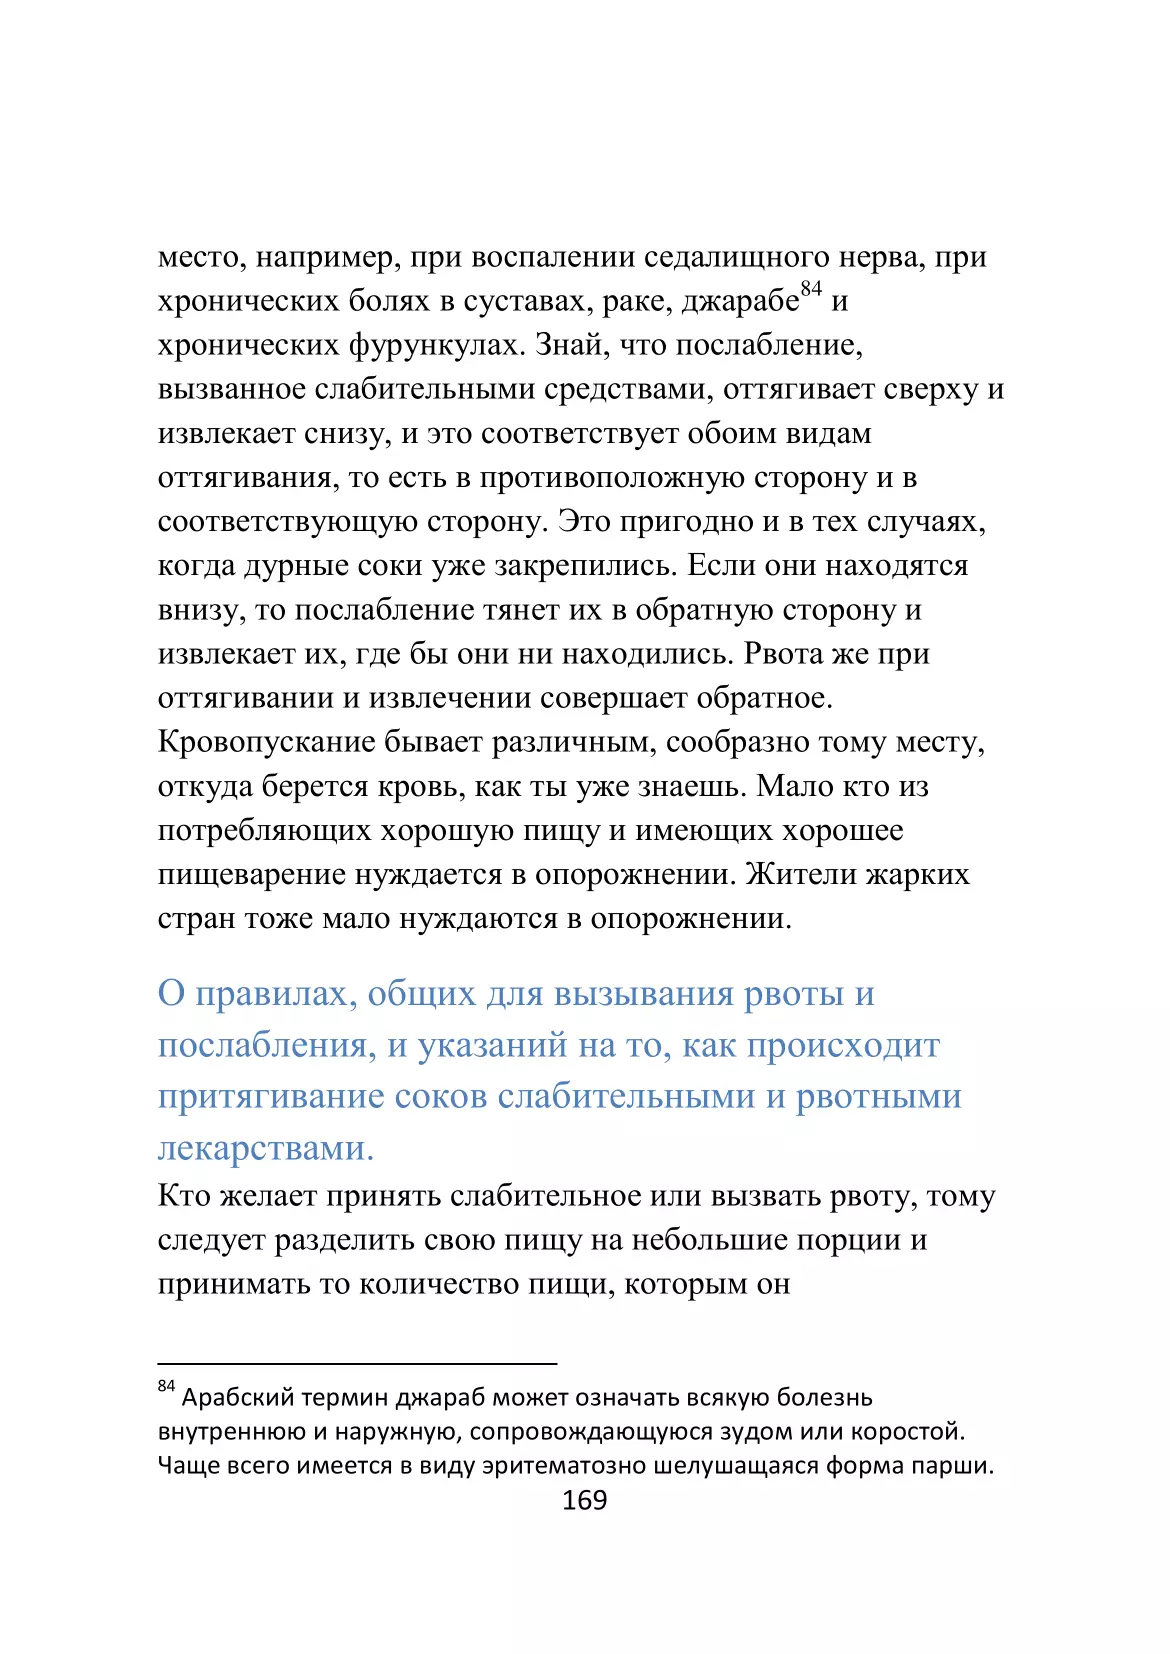 место, например, при воспалении седалищного нерва, при
хронических болях в суставах, раке, джарабе84 и
хронических фурункулах. Знай, что послабление,
вызванное слабительными средствами, оттягивает сверху и
извлекает снизу, и это соответствует обоим видам
оттягивания, то есть в противоположную сторону и в
соответствующую сторону. Это пригодно и в тех случаях,
когда дурные соки уже закрепились. Если они находятся
внизу, то послабление тянет их в обратную сторону и
извлекает их, где бы они ни находились. Рвота же при
оттягивании и извлечении совершает обратное.
Кровопускание бывает различным, сообразно тому месту,
откуда берется кровь, как ты уже знаешь. Мало кто из
потребляющих хорошую пищу и имеющих хорошее
пищеварение нуждается в опорожнении. Жители жарких
стран тоже мало нуждаются в опорожнении.
О правилах, общих для вызывания рвоты и
послабления, и указаний на то, как происходит
притягивание соков слабительными и рвотными
лекарствами.
Кто желает принять слабительное или вызвать рвоту, тому
следует разделить свою пищу на небольшие порции и
принимать то количество пищи, которым он
84 Арабский термин джараб может означать всякую болезнь
внутреннюю и наружную, сопровождающуюся зудом или коростой.
Чаще всего имеется в виду эритематозно шелушащаяся форма парши.
169